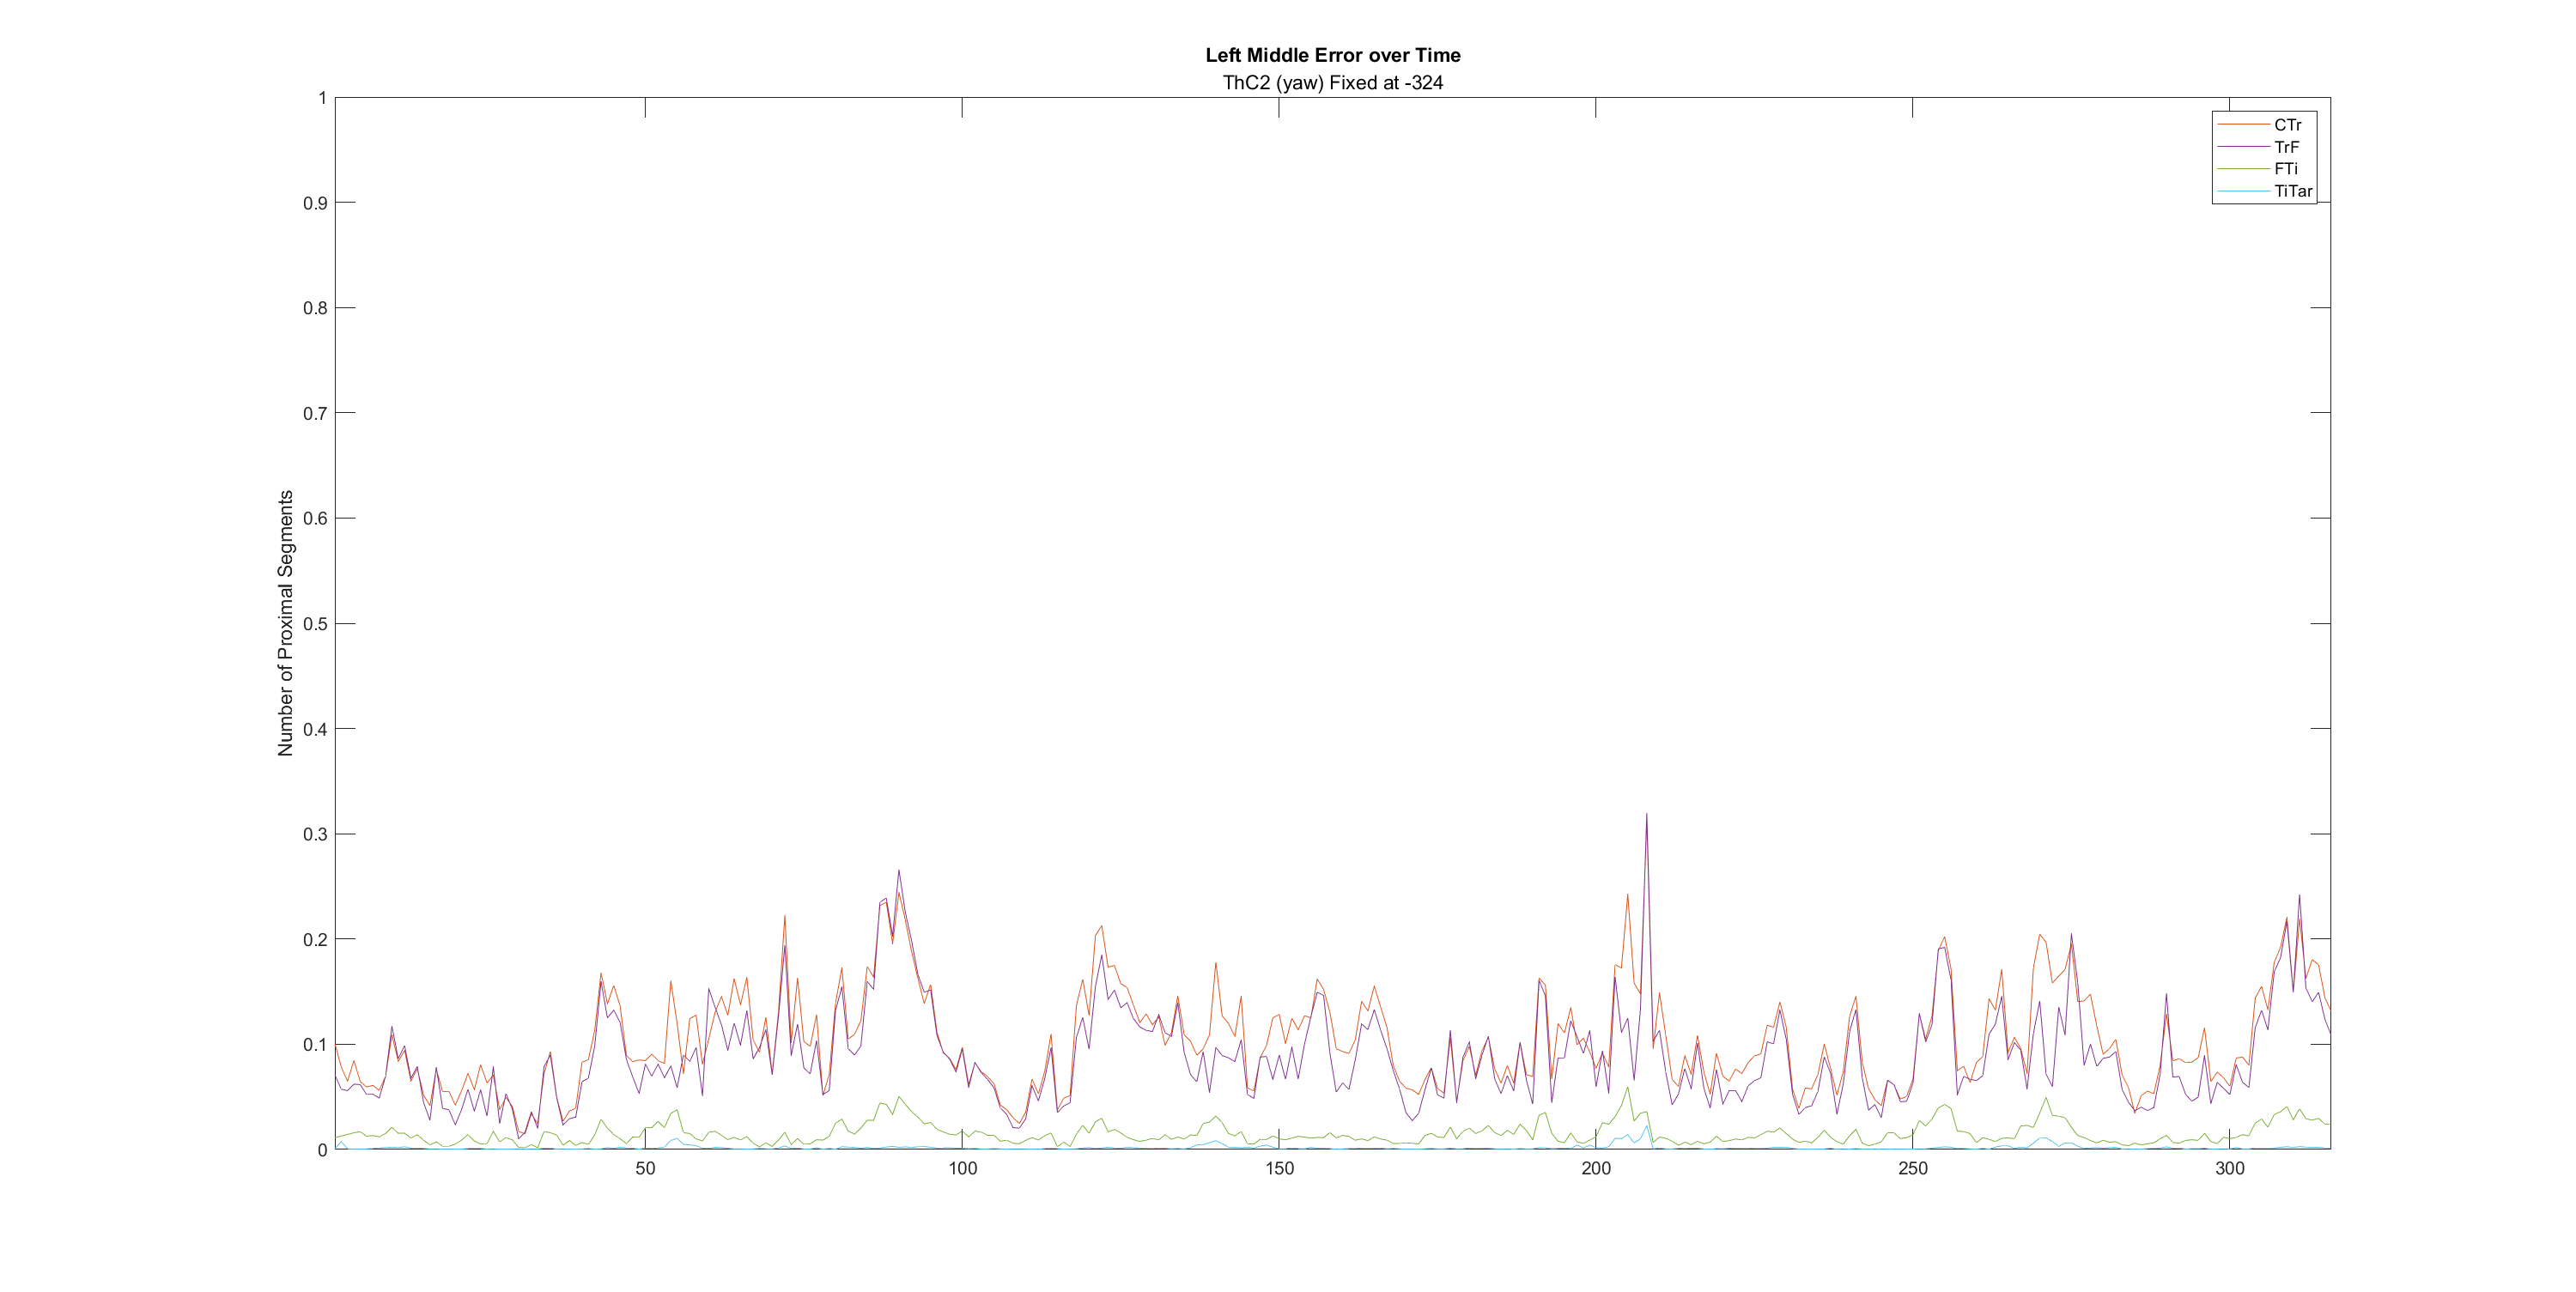 Left Middle Error over Time
ThC2 (yaw) Fixed at -324
1
0.9
0.8
0.7
0.6
0.5
0.4
0.3
0.2
0.1
0
Number of Proximal Segments
CTr
TrF
FTi
TiTar
50
100
150
200
250
300